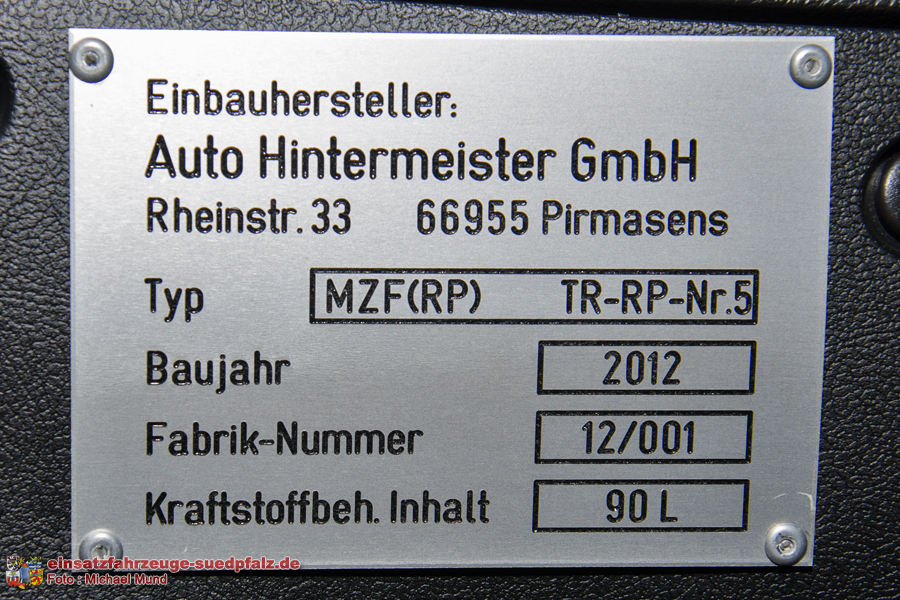 Einbauhersteller:
Auto Hintermeister GmbH
Rheinstr. 33 66955 Pirmasens
Typ MZF(RP) TR-RP-Nr.5
Baujahr 2012
Fabrik-Nummer 12/001
Kraftstoffbeh. Inhalt 90 L
einsatzfahrzeuge-suedpfalz.de
Foto : Michael Mund